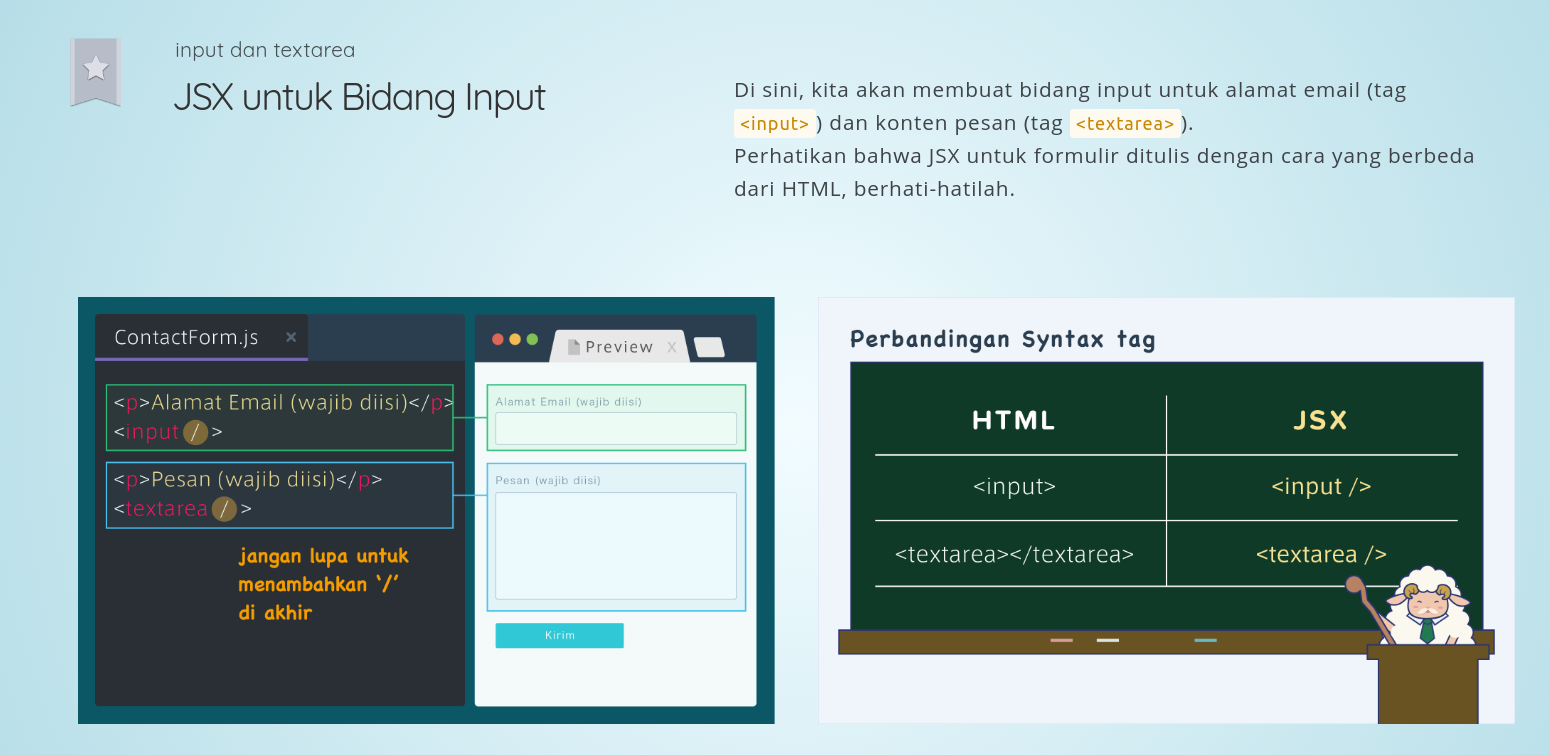 input dan textarea
JSX untuk Bidang Input
Di sini, kita akan membuat bidang input untuk alamat email (tag
<input> ) dan konten pesan (tag <textarea> ).
Perhatikan bahwa JSX untuk formulir ditulis dengan cara yang berbeda
dari HTML, berhati-hatilah.
ContactForm.js x
<p>Alamat Email (wajib diisi)</p>
<input / >
<p>Pesan (wajib diisi)</p>
<textarea / >
jangan lupa untuk
menambahkan ‘/’
di akhir
Preview X
Alamat Email (wajib diisi)
Pesan (wajib diisi)
Kirim
Perbandingan Syntax tag
HTML JSX
<input> <input />
<textarea></textarea> <textarea />